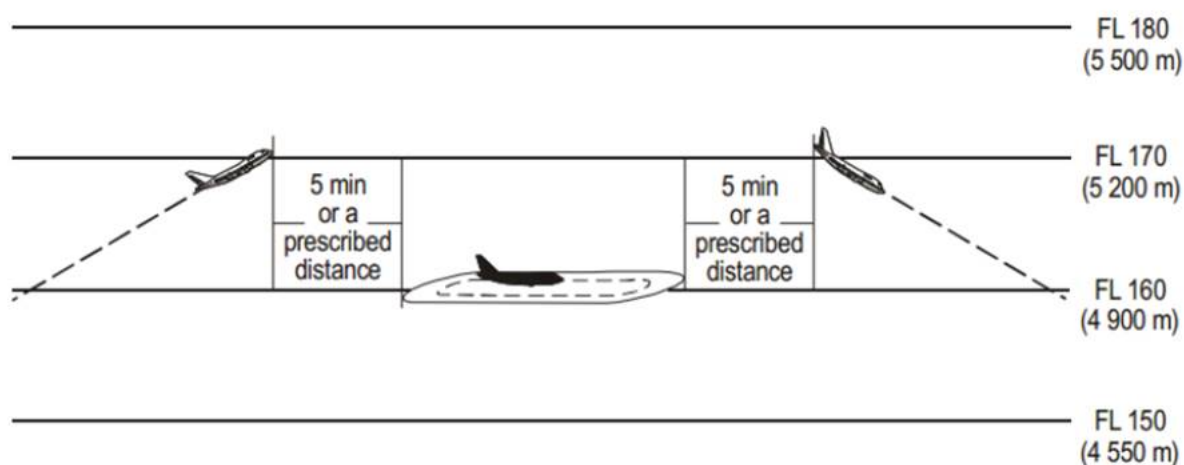 FL 180
(5 500 m)
FL 170
(5 200 m)
5 min
or a
prescribed
distance
5 min
or a
prescribed
distance
FL 160
(4 900 m)
FL 150
(4 550 m)